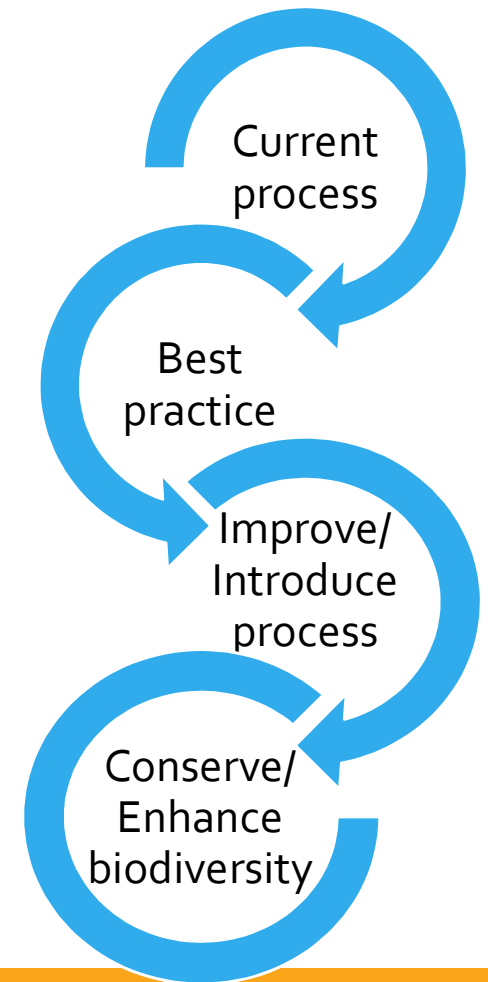 Current
process
Best
practice
Improve/
Introduce
process
Conserve/
Enhance
biodiversity